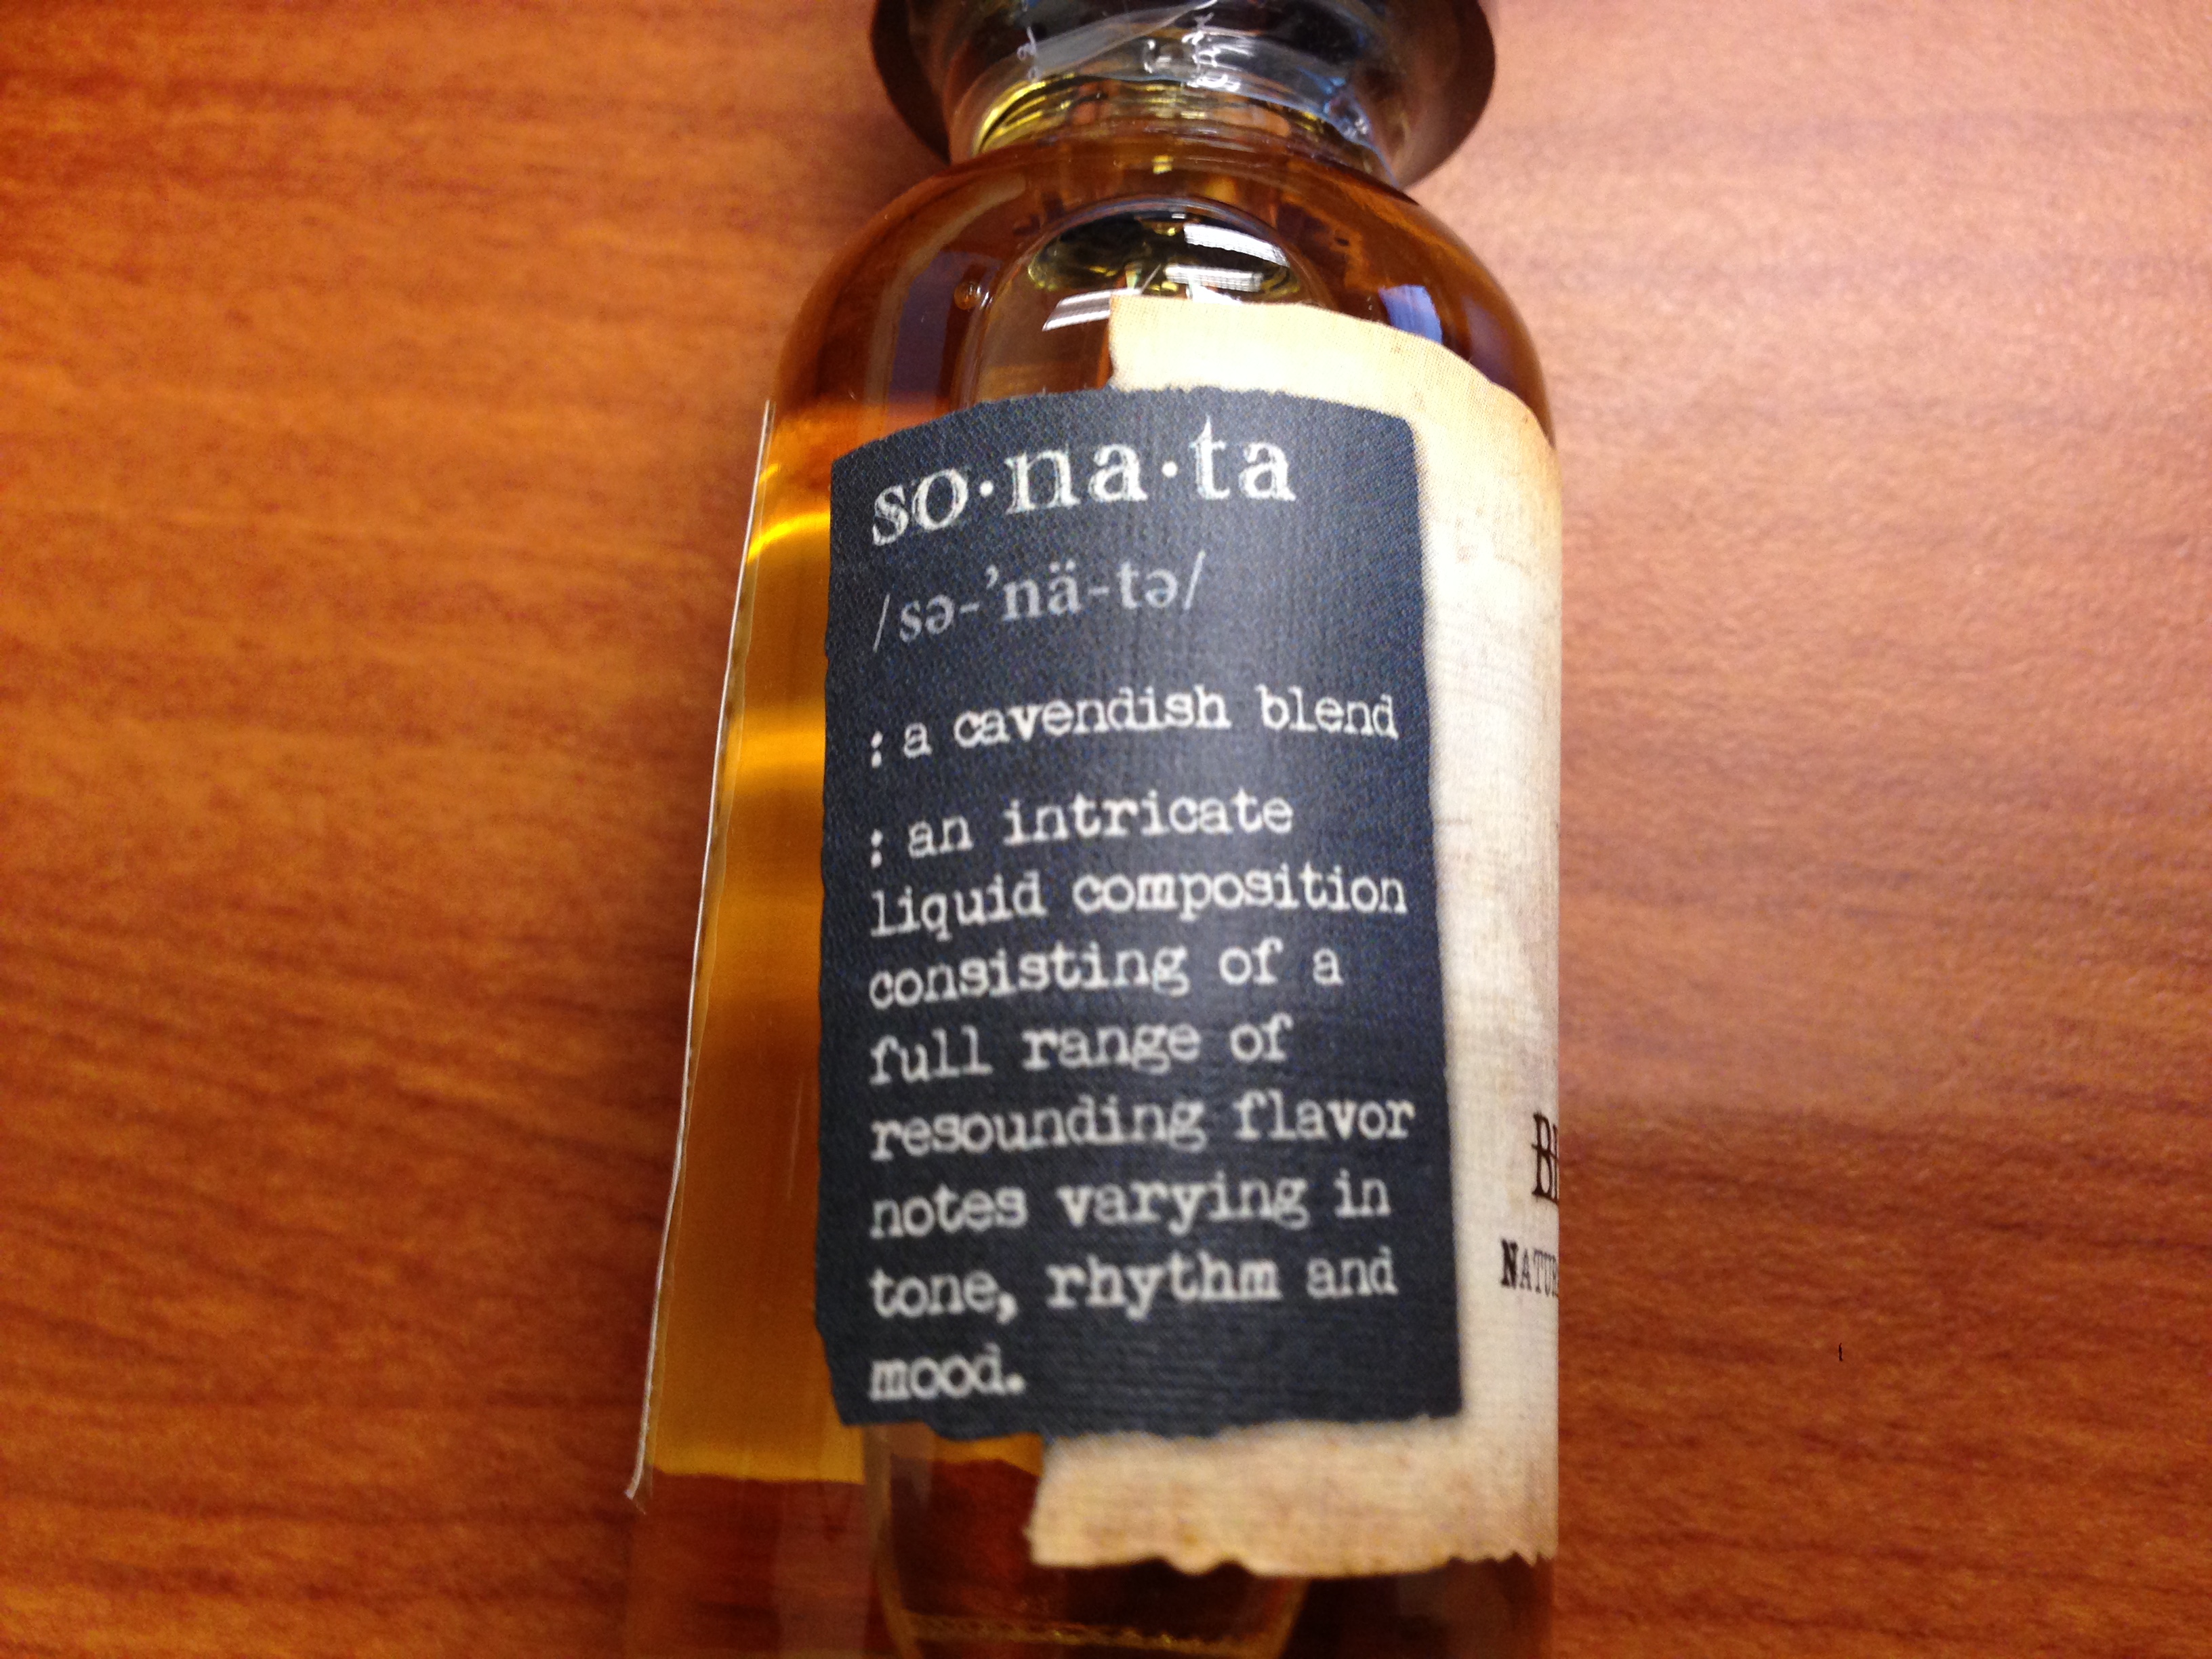 so·na·ta
/sə-'nä-tə/
: a cavendish blend
: an intricate
liquid composition
consisting of a
full range of
resounding flavor
notes varying in
tone, rhythm and
mood.